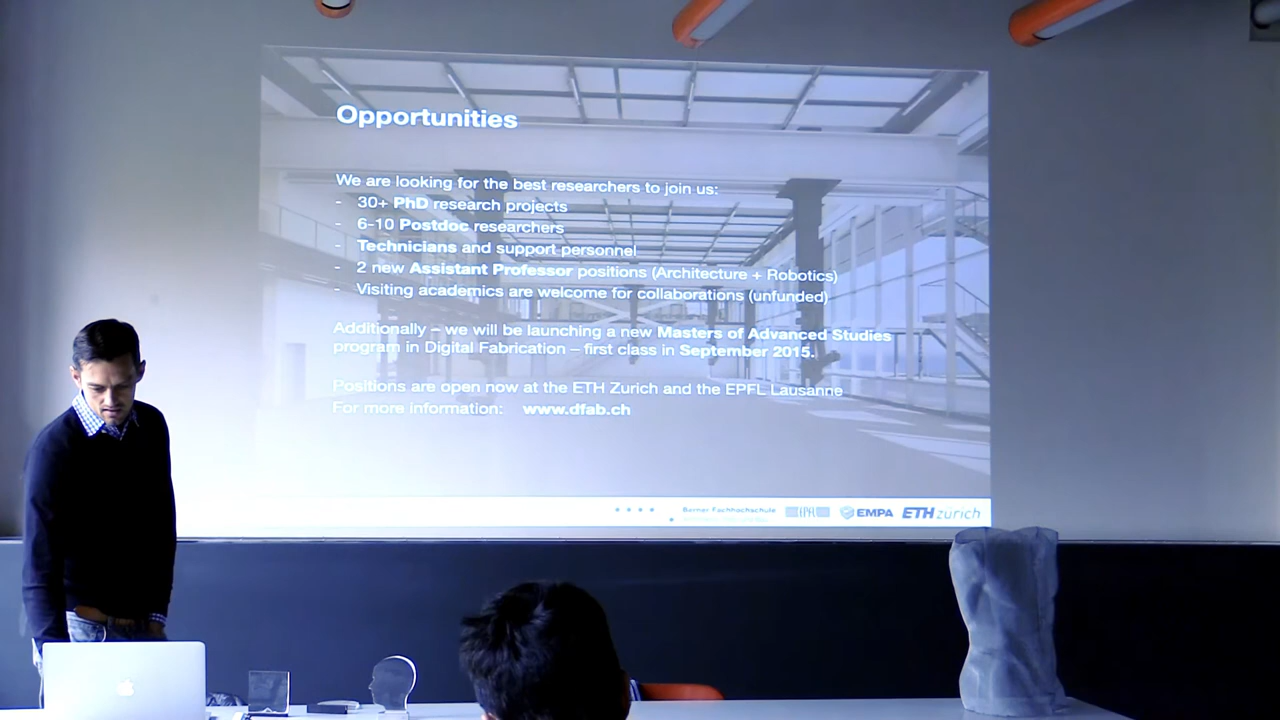 Opportunities
We are looking for the best researchers to join us:
- 30+ PhD research projects
- 6-10 Postdoc researchers
- Technicians and support personnel
- 2 new Assistant Professor positions (Architecture + Robotics)
- Visiting academics are welcome for collaborations (unfunded)
Additionally – we will be launching a new Masters of Advanced Studies
program in Digital Fabrication – first class in September 2015.
Positions are open now at the ETH Zurich and the EPFL Lausanne
For more information: www.dfab.ch
Berner Fachhochschule
EMPA ETH zürich